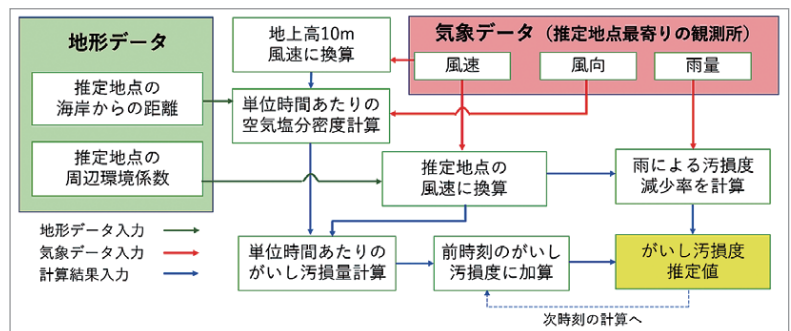 地形データ
推定地点の
海岸からの距離
推定地点の
周辺環境係数
地上高10m
風速に換算
気象データ（推定地点最寄りの観測所）
風速
風向
雨量
単位時間あたりの
空気塩分密度計算
推定地点の
風速に換算
雨による汚損度
減少率を計算
地形データ入力
気象データ入力
計算結果入力
単位時間あたりの
がいし汚損量計算
前時刻のがいし
汚損度に加算
がいし汚損度
推定値
次時刻の計算へ